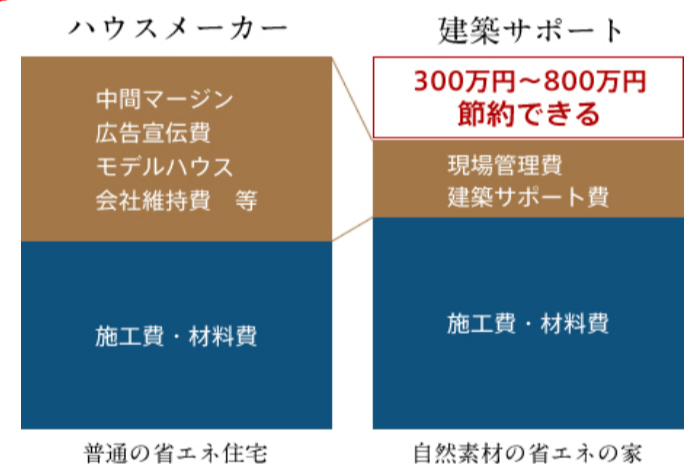 ハウスメーカー
中間マージン
広告宣伝費
モデルハウス
会社維持費　等
施工費・材料費
普通の省エネ住宅
建築サポート
300万円～800万円
節約できる
現場管理費
建築サポート費
施工費・材料費
自然素材の省エネの家